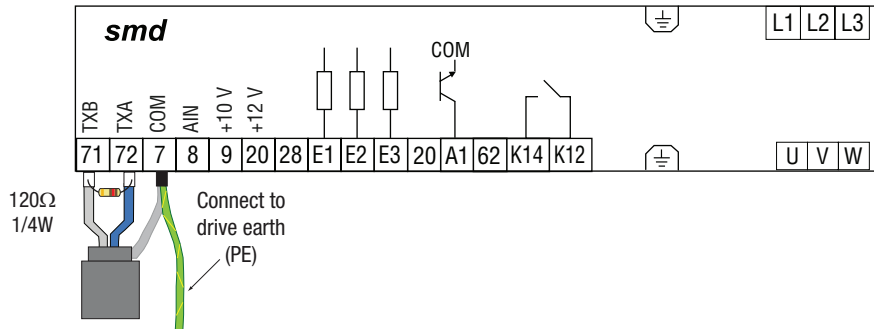 smd
L1 L2 L3
COM
TXB TXA COM AIN +10 V +12 V
71 72 7 8 9 20 28 E1 E2 E3 20 A1 62 K14 K12
U V W
120Ω
1/4W
Connect to
drive earth
(PE)